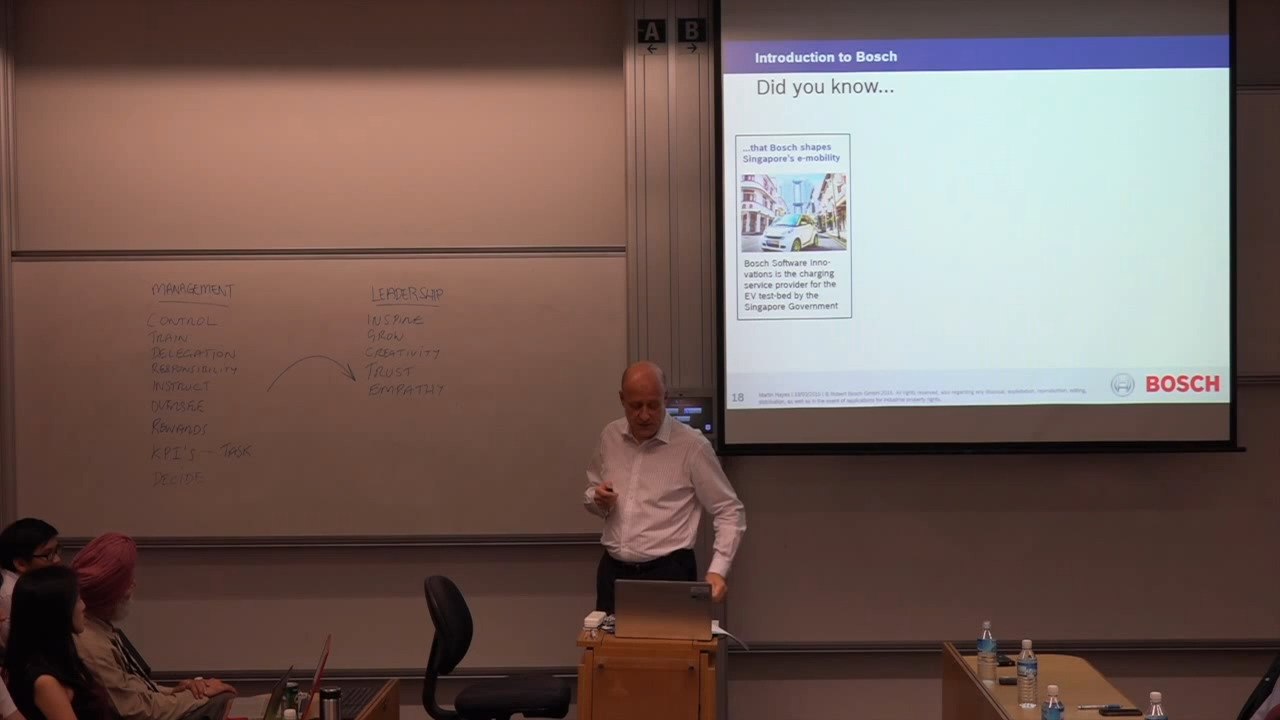 A B
← →
Introduction to Bosch
Did you know...
...that Bosch shapes
Singapore's e-mobility
Bosch Software Inno-
vations is the charging
service provider for the
EV test-bed by the
Singapore Government
18
BOSCH
MANAGEMENT
CONTROL
TRAIN
DELEGATION
RESPONSIBILITY
INSTRUCT
OVERSEE
REWARDS
KPI'S - TASK
DECIDE
LEADERSHIP
INSPIRE
GROW
CREATIVITY
TRUST
EMPATHY